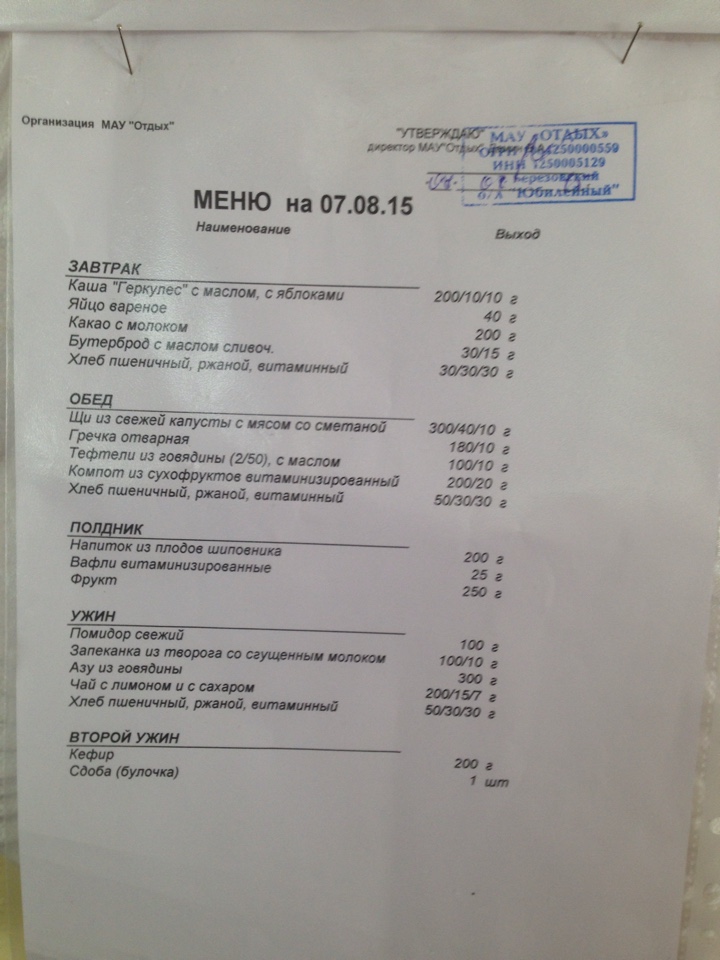 Организация МАУ "Отдых"
"УТВЕРЖДАЮ"
директор МАУ"Отдых"
МАУ «ОТДЫХ»
ОГРН
ИНН 1250005129
Березовский
б/л "Юбилейный"
МЕНЮ на 07.08.15
Наименование Выход
ЗАВТРАК
Каша "Геркулес" с маслом, с яблоками 200/10/10 г
Яйцо вареное 40 г
Какао с молоком 200 г
Бутерброд с маслом сливоч. 30/15 г
Хлеб пшеничный, ржаной, витаминный 30/30/30 г
ОБЕД
Щи из свежей капусты с мясом со сметаной 300/40/10 г
Гречка отварная 180/10 г
Тефтели из говядины (2/50), с маслом 100/10 г
Компот из сухофруктов витаминизированный 200/20 г
Хлеб пшеничный, ржаной, витаминный 50/30/30 г
ПОЛДНИК
Напиток из плодов шиповника 200 г
Вафли витаминизированные 25 г
Фрукт 250 г
УЖИН
Помидор свежий 100 г
Запеканка из творога со сгущенным молоком 100/10 г
Азу из говядины 300 г
Чай с лимоном и с сахаром 200/15/7 г
Хлеб пшеничный, ржаной, витаминный 50/30/30 г
ВТОРОЙ УЖИН
Кефир 200 г
Сдоба (булочка) 1 шт